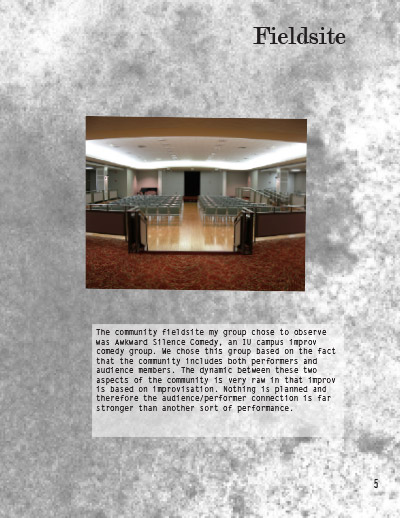 Fieldsite
The community fieldsite my group chose to observe
was Awkward Silence Comedy, an IU campus improv
comedy group. We chose this group based on the fact
that the community includes both performers and
audience members. The dynamic between these two
aspects of the community is very raw in that improv
is based on improvisation. Nothing is planned and
therefore the audience/performer connection is far
stronger than another sort of performance.
5